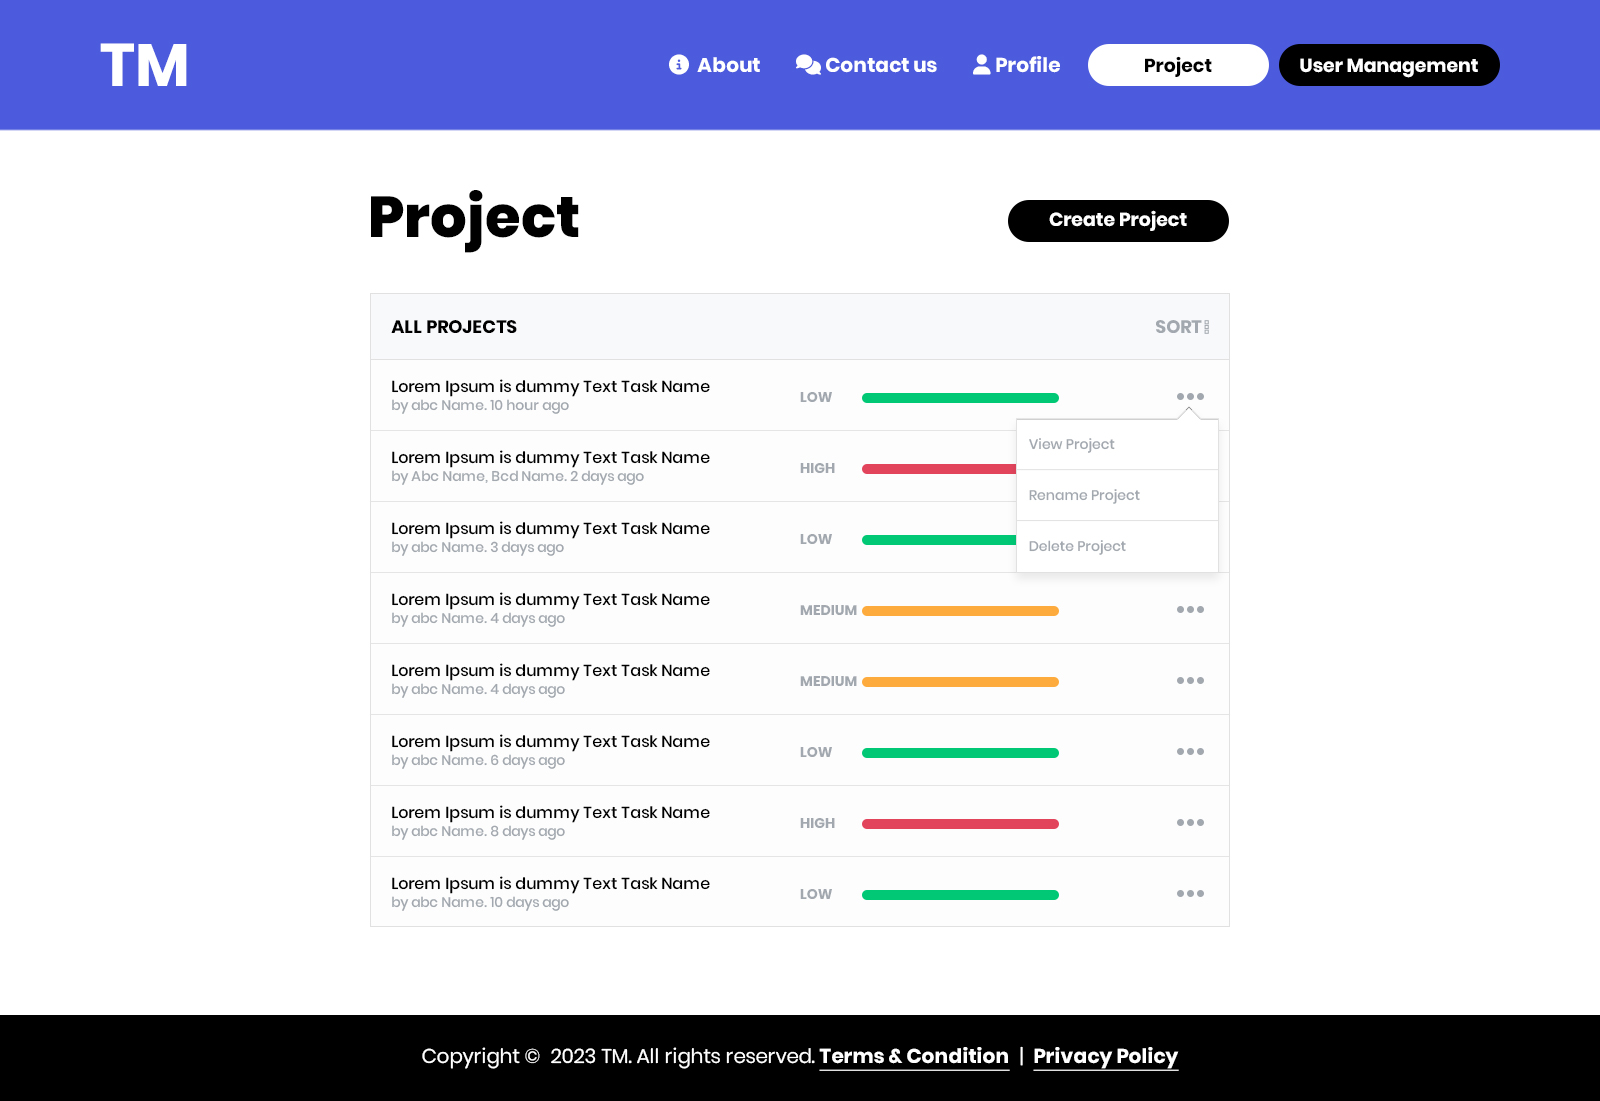 TM
About
Contact us
Profile
Project
User Management
Project
Create Project
ALL PROJECTS
SORT
Lorem Ipsum is dummy Text Task Name
by abc Name. 10 hour ago
LOW
View Project
Rename Project
Delete Project
Lorem Ipsum is dummy Text Task Name
by Abc Name, Bcd Name. 2 days ago
HIGH
Lorem Ipsum is dummy Text Task Name
by abc Name. 3 days ago
LOW
Lorem Ipsum is dummy Text Task Name
by abc Name. 4 days ago
MEDIUM
Lorem Ipsum is dummy Text Task Name
by abc Name. 4 days ago
MEDIUM
Lorem Ipsum is dummy Text Task Name
by abc Name. 6 days ago
LOW
Lorem Ipsum is dummy Text Task Name
by abc Name. 8 days ago
HIGH
Lorem Ipsum is dummy Text Task Name
by abc Name. 10 days ago
LOW
Copyright © 2023 TM. All rights reserved. Terms & Condition | Privacy Policy